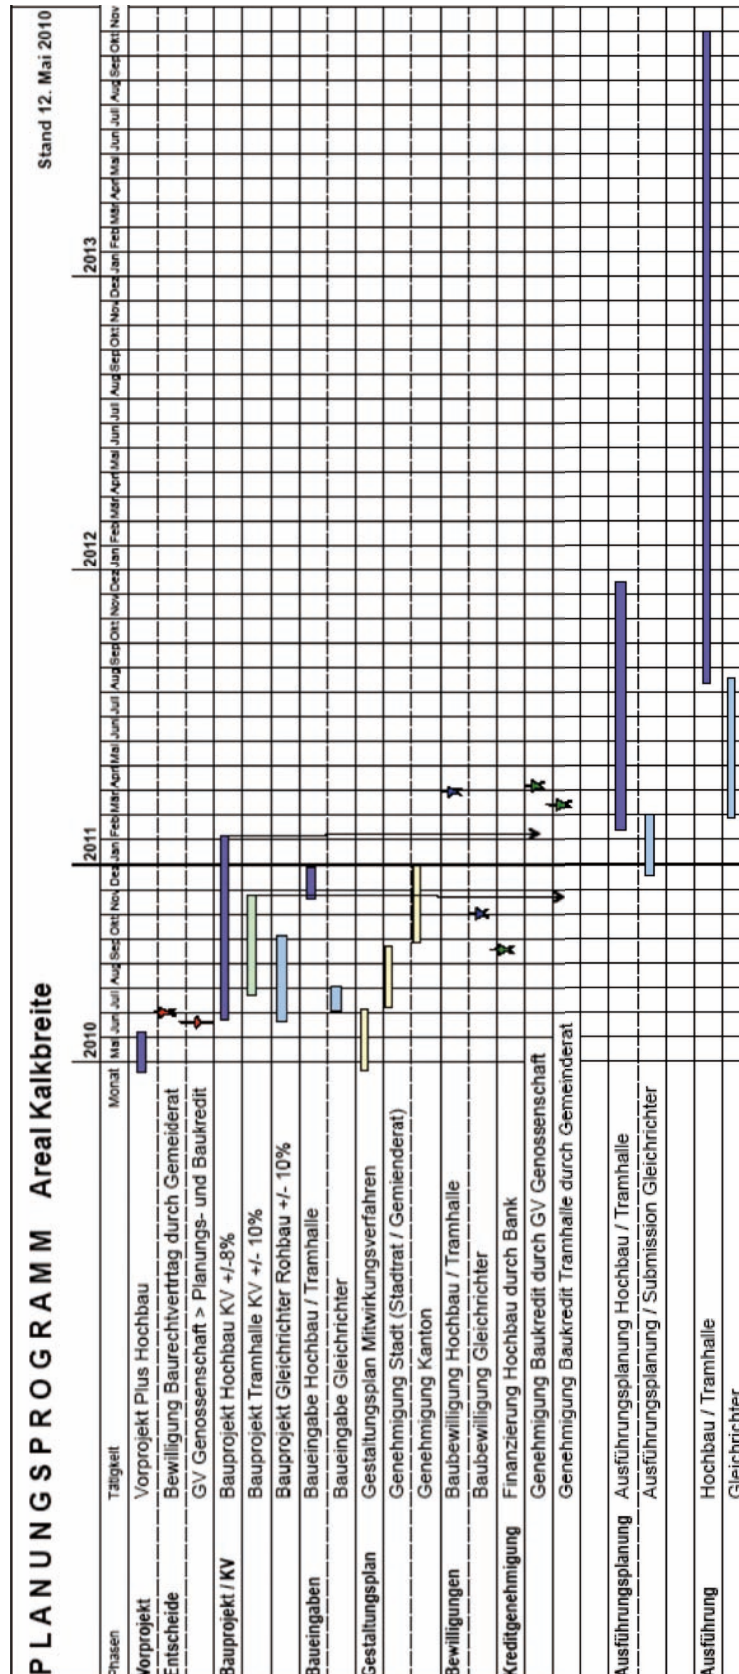 PLANUNGSPROGRAMM Areal Kalkbreite
Stand 12. Mai 2010
2010 2011 2012 2013
Phasen Tätigkeit Monat Mai Jun Juli Aug Sep Okt Nov Dez Jan Feb Mär Apr Mai Jun Juli Aug Sep Okt Nov Dez Jan Feb Mär Apr Mai Jun Juli Aug Sep Okt Nov Dez Jan Feb Mär Apr Mai Jun Juli Aug Sep Okt Nov
Vorprojekt Vorprojekt Plus Hochbau
Entscheide Bewilligung Baurechtvertrtag durch Gemeiderat
GV Genossenschaft > Planungs- und Baukredit
Bauprojekt / KV Bauprojekt Hochbau KV +/-8%
Bauprojekt Tramhalle KV +/- 10%
Bauprojekt Gleichrichter Rohbau +/- 10%
Baueingaben Baueingabe Hochbau / Tramhalle
Baueingabe Gleichrichter
Gestaltungsplan Gestaltungsplan Mitwirkungsverfahren
Genehmigung Stadt (Stadtrat / Gemienderat)
Genehmigung Kanton
Bewilligungen Baubewilligung Hochbau / Tramhalle
Baubewilligung Gleichrichter
Kreditgenehmigung Finanzierung Hochbau durch Bank
Genehmigung Baukredit durch GV Genossenschaft
Genehmigung Baukredit Tramhalle durch Gemeinderat
Ausführungsplanung Ausführungsplanung Hochbau / Tramhalle
Ausführungsplanung / Submission Gleichrichter
Ausführung Hochbau / Tramhalle
Gleichrichter